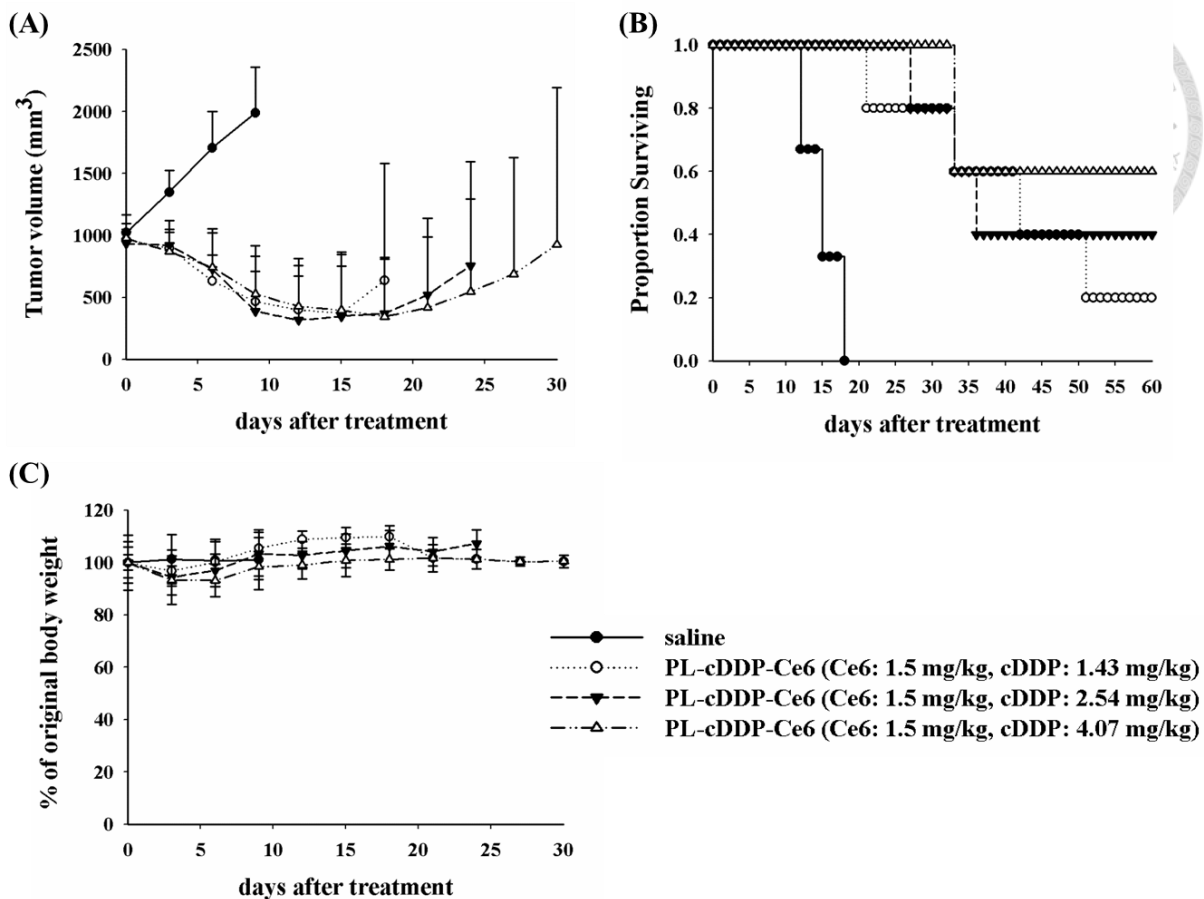 (A)
2500
2000
1500
1000
500
0
Tumor volume (mm3)
0 5 10 15 20 25 30
days after treatment
(B)
1.0
0.8
0.6
0.4
0.2
0.0
Proportion Surviving
0 5 10 15 20 25 30 35 40 45 50 55 60
days after treatment
(C)
120
100
80
60
40
20
0
% of original body weight
0 5 10 15 20 25 30
days after treatment
saline
PL-cDDP-Ce6 (Ce6: 1.5 mg/kg, cDDP: 1.43 mg/kg)
PL-cDDP-Ce6 (Ce6: 1.5 mg/kg, cDDP: 2.54 mg/kg)
PL-cDDP-Ce6 (Ce6: 1.5 mg/kg, cDDP: 4.07 mg/kg)